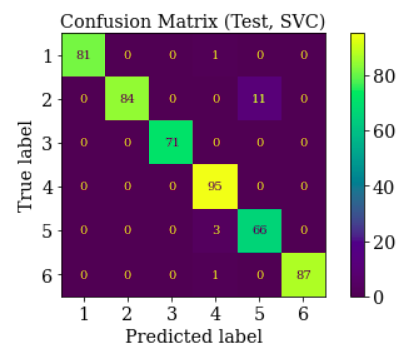 Confusion Matrix (Test, SVC)
1 81 0 0 1 0 0
2 0 84 0 0 11 0
3 0 0 71 0 0 0
4 0 0 0 95 0 0
5 0 0 0 3 66 0
6 0 0 0 1 0 87
1 2 3 4 5 6
Predicted label
True label
80
60
40
20
0